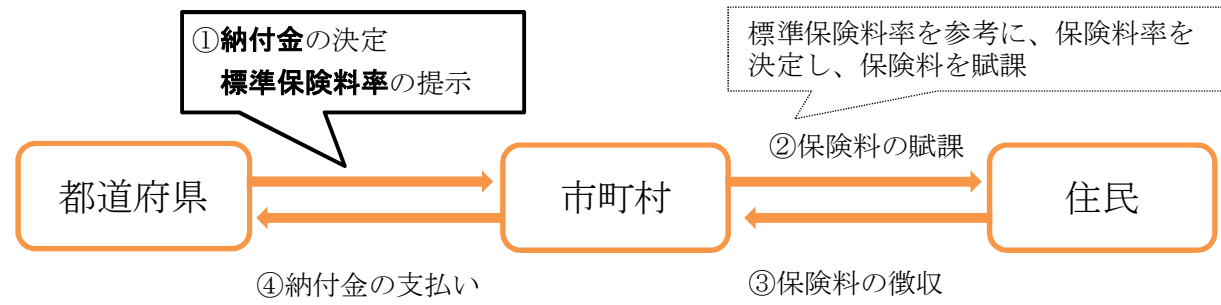 ①納付金の決定
標準保険料率の提示
標準保険料率を参考に、保険料率を
決定し、保険料を賦課
②保険料の賦課
都道府県
市町村
住民
④納付金の支払い
③保険料の徴収